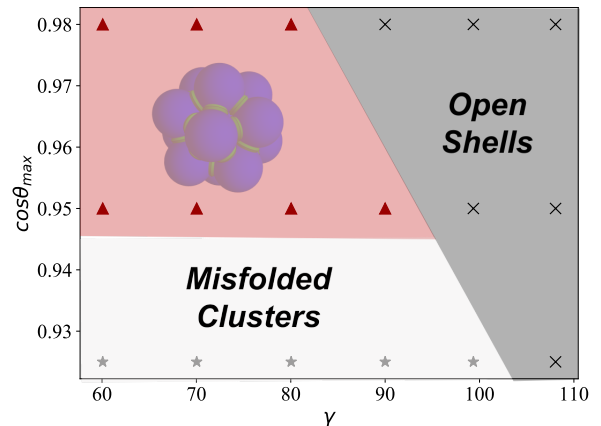 0.98
0.97
0.96
0.95
0.94
0.93
cosθmax
Open
Shells
Misfolded
Clusters
60 70 80 90 100 110
γ